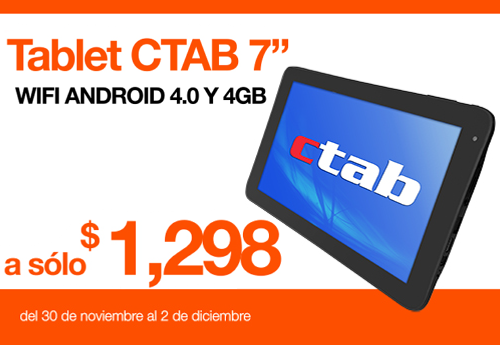 Tablet CTAB 7”
WIFI ANDROID 4.0 Y 4GB
ctab
a sólo $ 1,298
del 30 de noviembre al 2 de diciembre